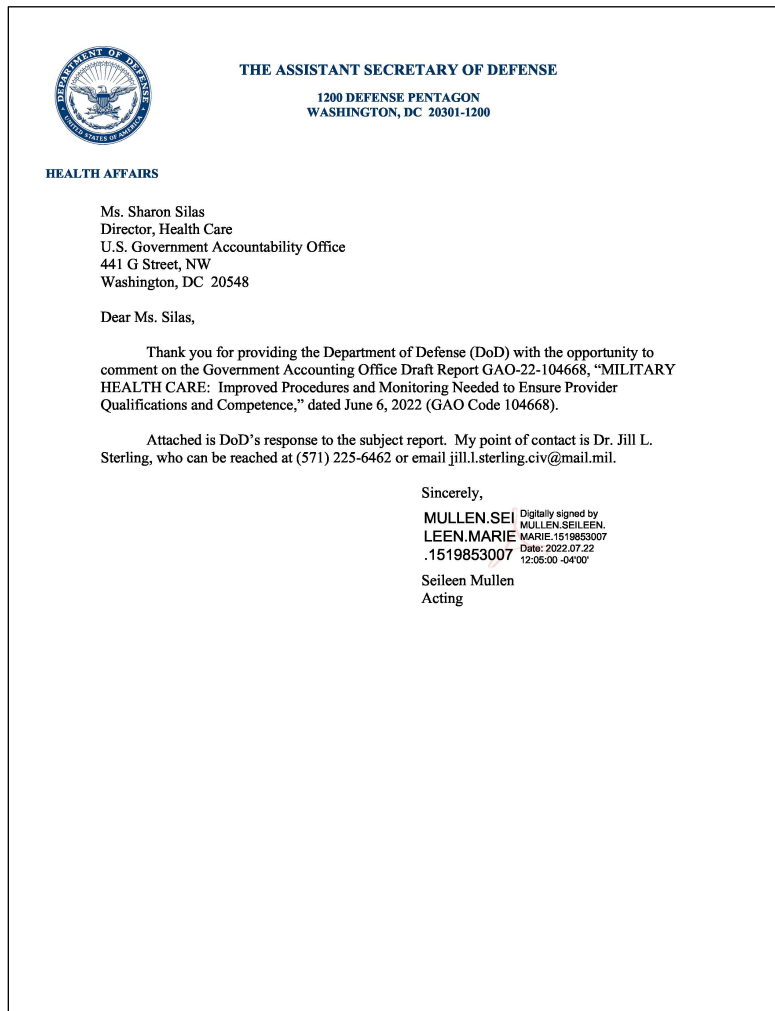 DEPARTMENT OF DEFENSE
UNITED STATES OF AMERICA
THE ASSISTANT SECRETARY OF DEFENSE
1200 DEFENSE PENTAGON
WASHINGTON, DC  20301-1200
HEALTH AFFAIRS
Ms. Sharon Silas
Director, Health Care
U.S. Government Accountability Office
441 G Street, NW
Washington, DC  20548
Dear Ms. Silas,
Thank you for providing the Department of Defense (DoD) with the opportunity to
comment on the Government Accounting Office Draft Report GAO-22-104668, “MILITARY
HEALTH CARE:  Improved Procedures and Monitoring Needed to Ensure Provider
Qualifications and Competence,” dated June 6, 2022 (GAO Code 104668).
Attached is DoD’s response to the subject report.  My point of contact is Dr. Jill L.
Sterling, who can be reached at (571) 225-6462 or email jill.l.sterling.civ@mail.mil.
Sincerely,
MULLEN.SEI
LEEN.MARIE
.1519853007
Digitally signed by
MULLEN.SEILEEN.
MARIE.1519853007
Date: 2022.07.22
12:05:00 -04'00'
Seileen Mullen
Acting